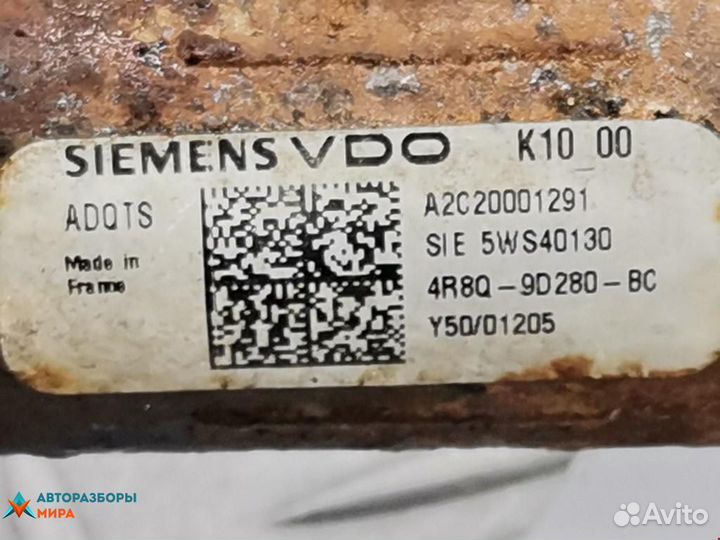 SIEMENS VDO K10 00
ADQTS
Made in
France
A2C20001291
SIE 5WS40130
4R8Q-9D280-BC
Y50/01205
АВТОРАЗБОРЫ
МИРА
Avito